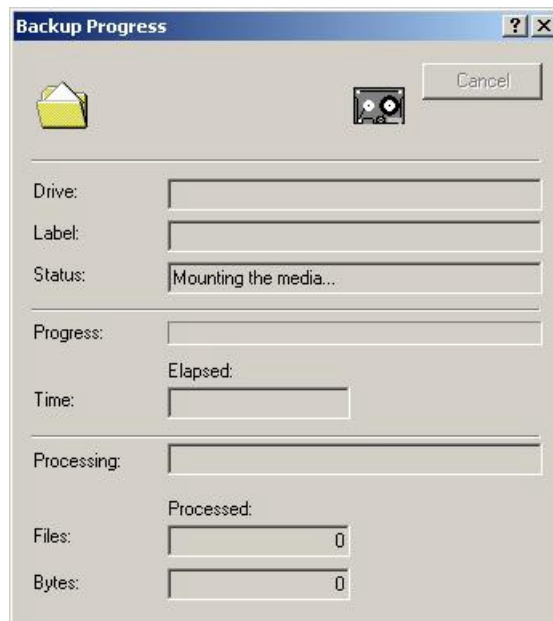 Backup Progress
Cancel
Drive:
Label:
Status: Mounting the media...
Progress:
Elapsed:
Time:
Processing:
Processed:
Files: 0
Bytes: 0